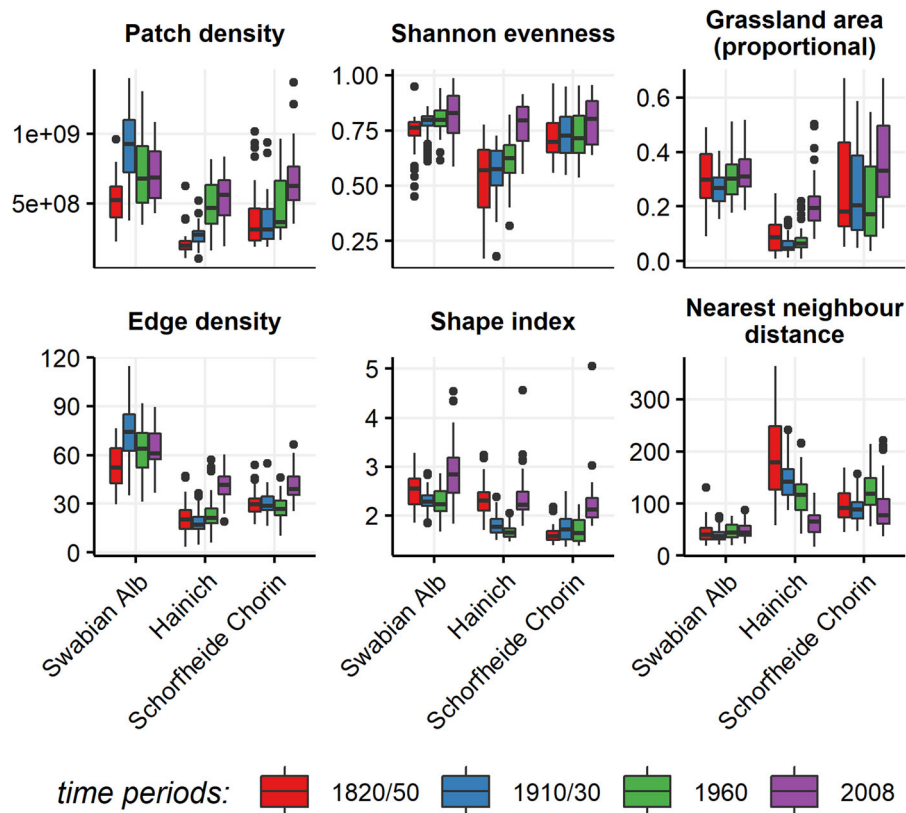 Patch density
Shannon evenness
Grassland area
(proportional)
1e+09
5e+08
1.00
0.75
0.50
0.25
0.6
0.4
0.2
0.0
Edge density
Shape index
Nearest neighbour
distance
120
90
60
30
0
5
4
3
2
300
200
100
0
Swabian Alb
Hainich
Schorfheide Chorin
Swabian Alb
Hainich
Schorfheide Chorin
Swabian Alb
Hainich
Schorfheide Chorin
time periods: 1820/50 1910/30 1960 2008